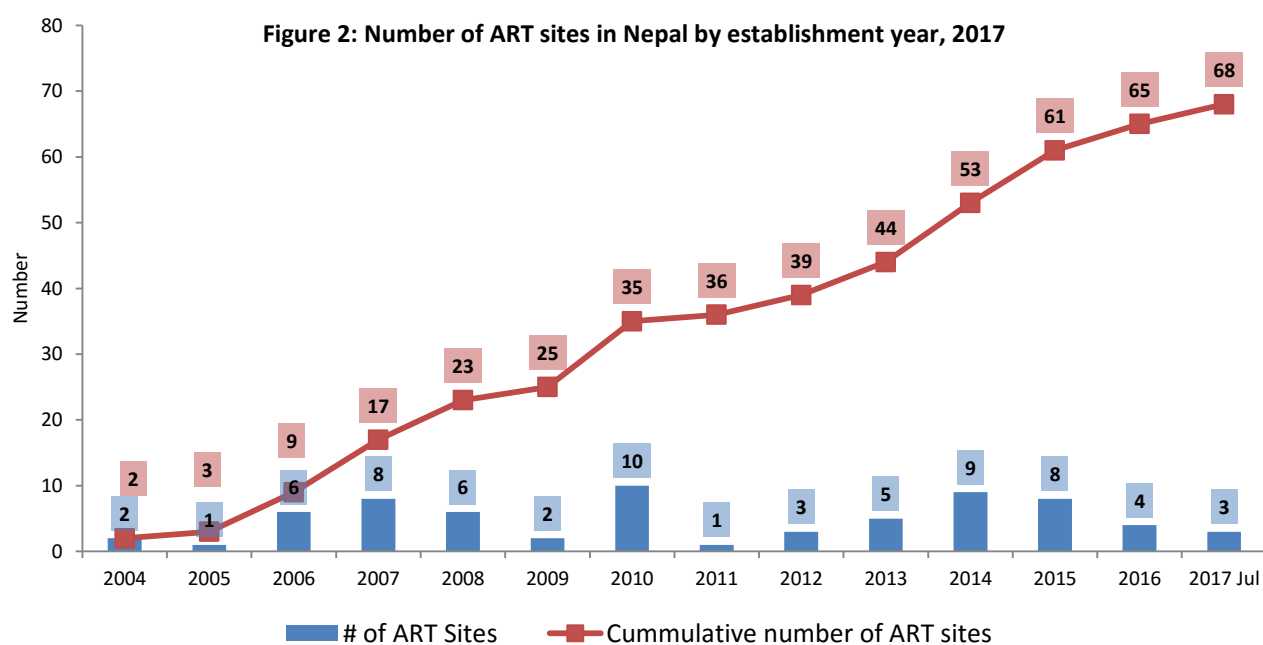 Figure 2: Number of ART sites in Nepal by establishment year, 2017
Number
80
70
60
50
40
30
20
10
0
2 3 9 17 23 25 35 36 39 44 53 61 65 68
2 1 6 8 6 2 10 1 3 5 9 8 4 3
2004 2005 2006 2007 2008 2009 2010 2011 2012 2013 2014 2015 2016 2017 Jul
# of ART Sites Cummulative number of ART sites